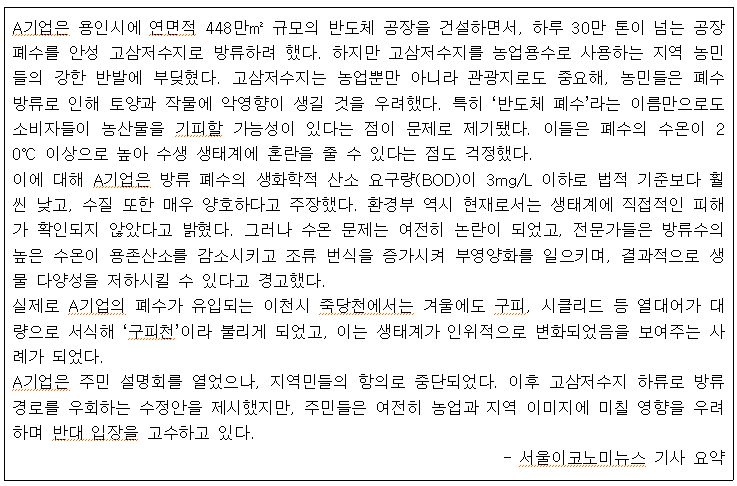 A기업은 용인시에 연면적 448만㎡ 규모의 반도체 공장을 건설하면서, 하루 30만 톤이 넘는 공장
폐수를 안성 고삼저수지로 방류하려 했다. 하지만 고삼저수지를 농업용수로 사용하는 지역 농민
들의 강한 반발에 부딪혔다. 고삼저수지는 농업뿐만 아니라 관광지로도 중요해, 농민들은 폐수
방류로 인해 토양과 작물에 악영향이 생길 것을 우려했다. 특히 ‘반도체 폐수’라는 이름만으로도
소비자들이 농산물을 기피할 가능성이 있다는 점이 문제로 제기됐다. 이들은 폐수의 수온이 2
0℃ 이상으로 높아 수생 생태계에 혼란을 줄 수 있다는 점도 걱정했다.
이에 대해 A기업은 방류 폐수의 생화학적 산소 요구량(BOD)이 3mg/L 이하로 법적 기준보다 훨
씬 낮고, 수질 또한 매우 양호하다고 주장했다. 환경부 역시 현재로서는 생태계에 직접적인 피해
가 확인되지 않았다고 밝혔다. 그러나 수온 문제는 여전히 논란이 되었고, 전문가들은 방류수의
높은 수온이 용존산소를 감소시키고 조류 번식을 증가시켜 부영양화를 일으키며, 결과적으로 생
물 다양성을 저하시킬 수 있다고 경고했다.
실제로 A기업의 폐수가 유입되는 이천시 죽당천에서는 겨울에도 구피, 시클리드 등 열대어가 대
량으로 서식해 ‘구피천’이라 불리게 되었고, 이는 생태계가 인위적으로 변화되었음을 보여주는 사
례가 되었다.
A기업은 주민 설명회를 열었으나, 지역민들의 항의로 중단되었다. 이후 고삼저수지 하류로 방류
경로를 우회하는 수정안을 제시했지만, 주민들은 여전히 농업과 지역 이미지에 미칠 영향을 우려
하며 반대 입장을 고수하고 있다.
- 서울이코노미뉴스 기사 요약